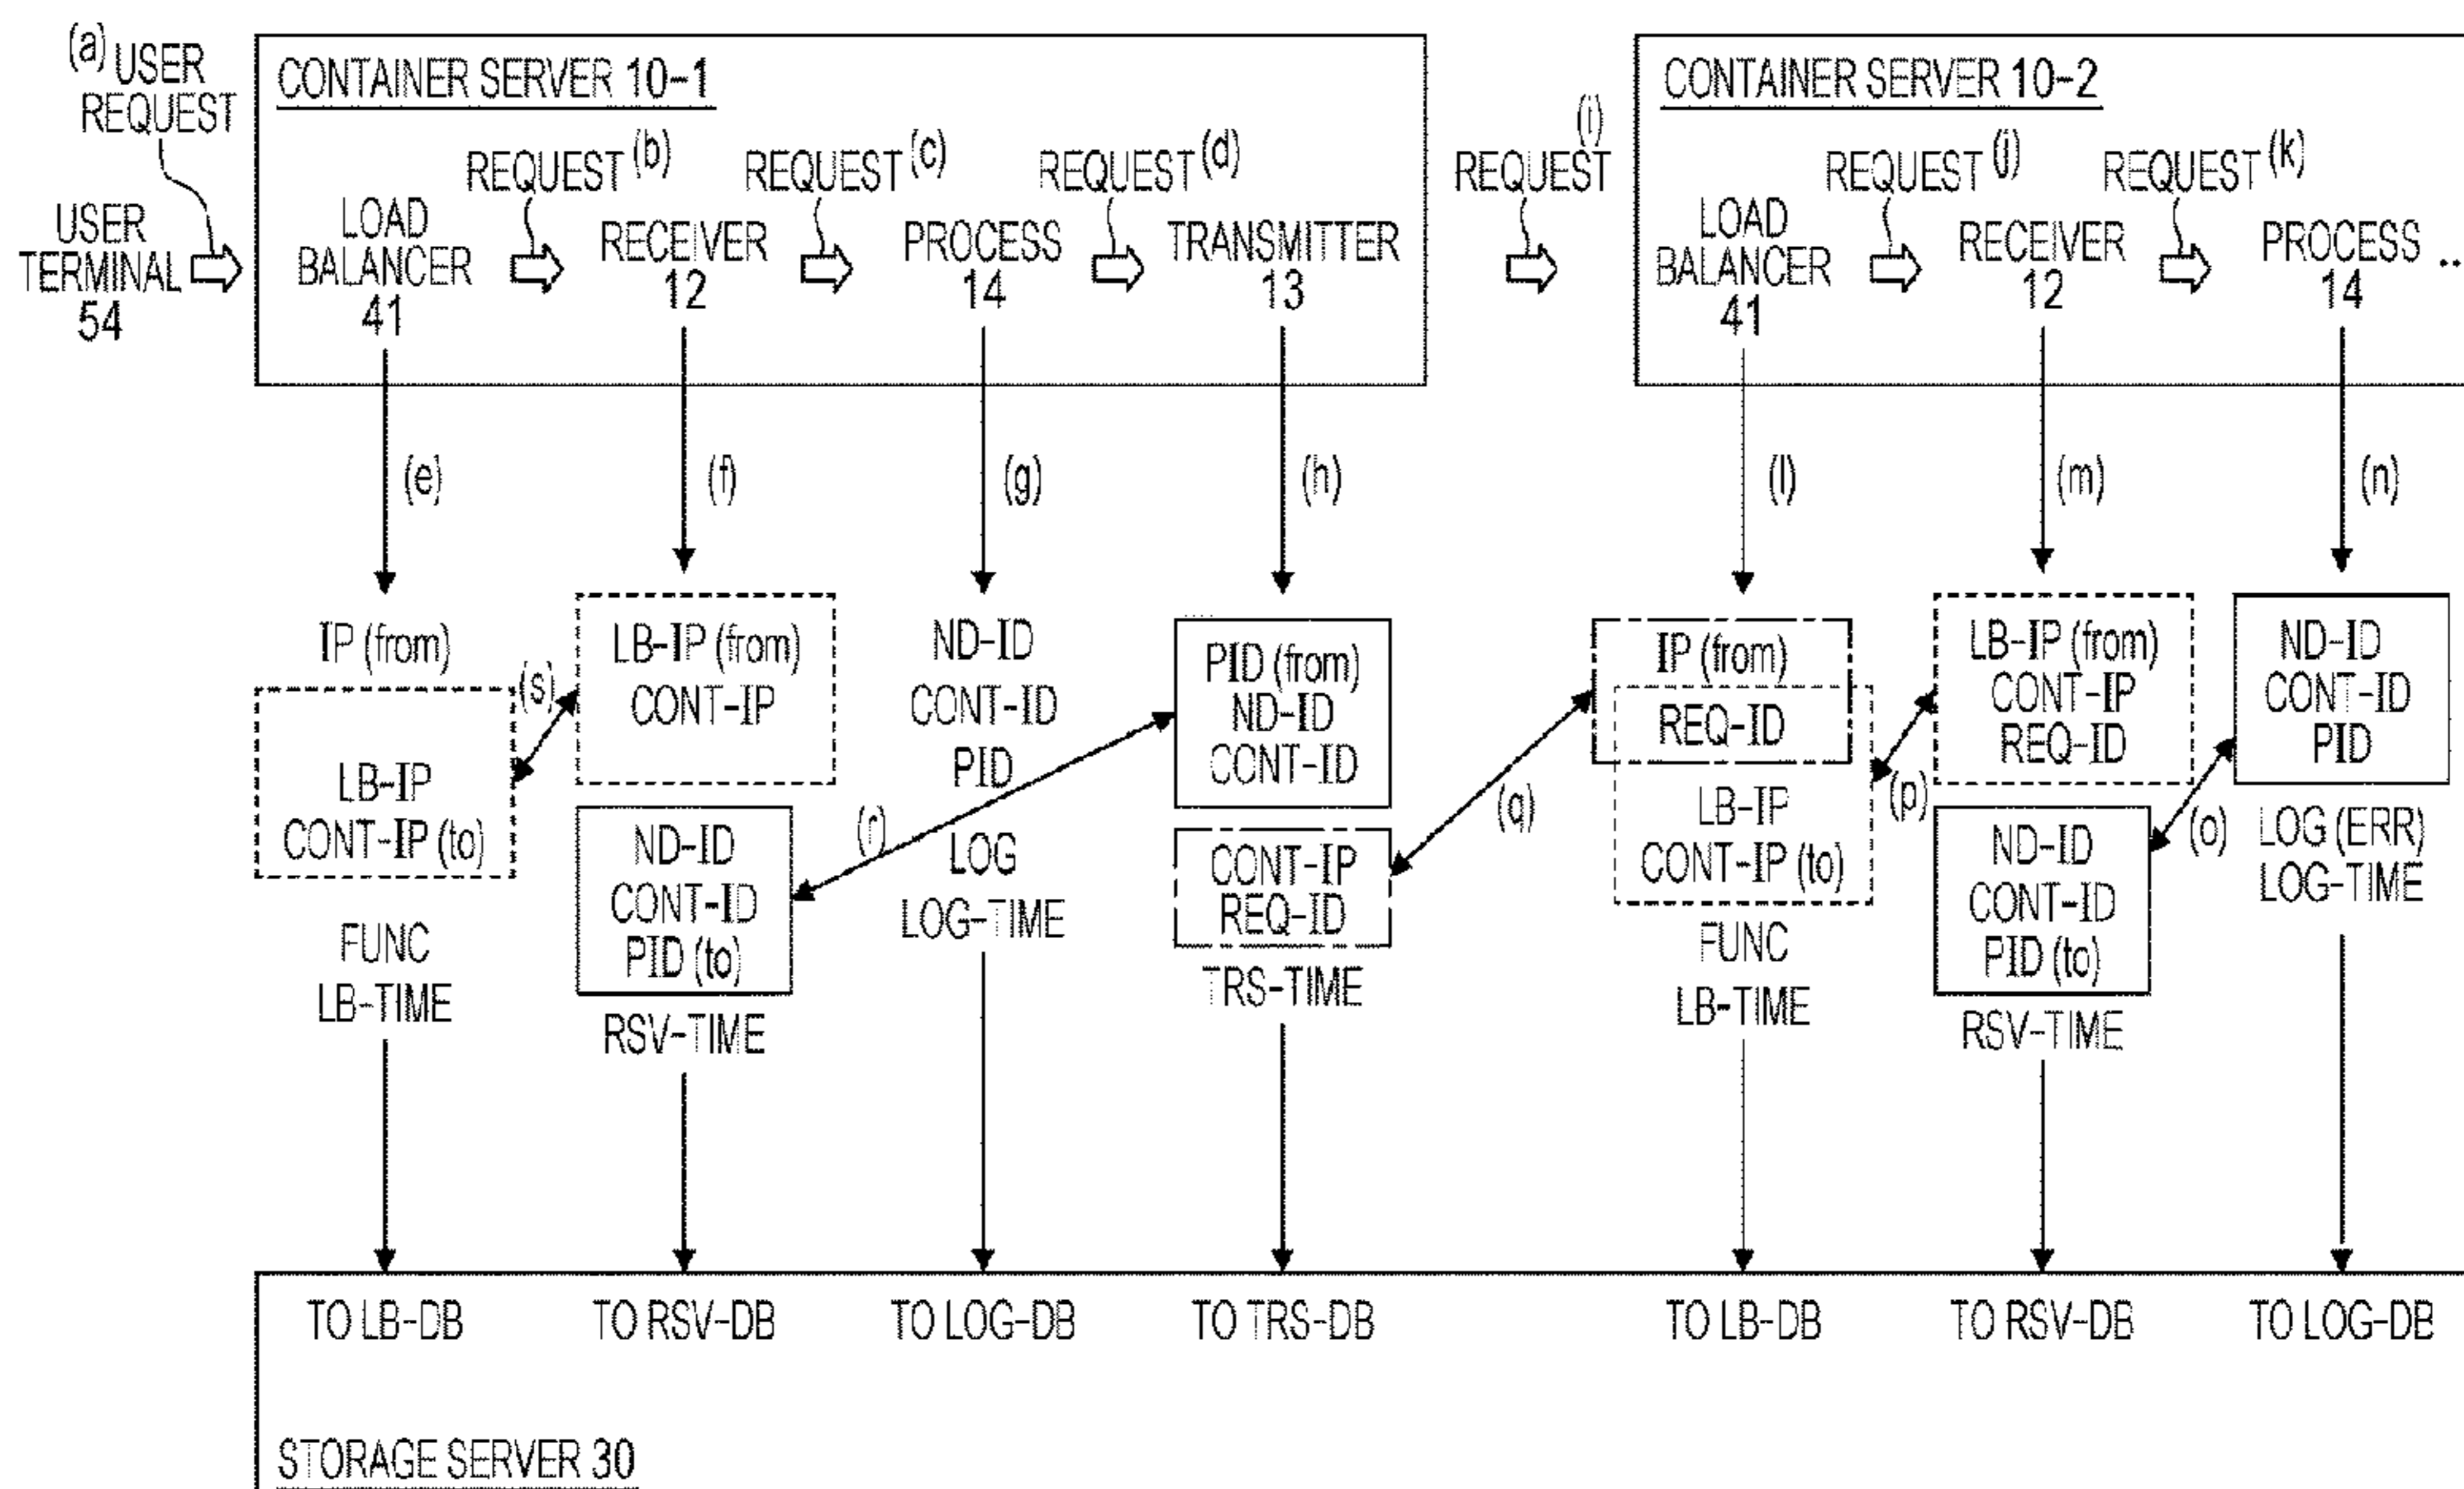 (a) USER
REQUEST
USER
TERMINAL
54
CONTAINER SERVER 10-1
REQUEST (b)
REQUEST (c)
REQUEST (d)
LOAD
BALANCER
41
RECEIVER
12
PROCESS
14
TRANSMITTER
13
(i)
REQUEST
CONTAINER SERVER 10-2
REQUEST (j)
REQUEST (k)
LOAD
BALANCER
41
RECEIVER
12
PROCESS ..
14
(e)
(f)
(g)
(h)
(l)
(m)
(n)
IP (from)
LB-IP
CONT-IP (to)
FUNC
LB-TIME
(s)
LB-IP (from)
CONT-IP
ND-ID
CONT-ID
PID (to)
RSV-TIME
(r)
ND-ID
CONT-ID
PID
LOG
LOG-TIME
PID (from)
ND-ID
CONT-ID
CONT-IP
REQ-ID
TRS-TIME
(q)
IP (from)
REQ-ID
LB-IP
CONT-IP (to)
FUNC
LB-TIME
(p)
LB-IP (from)
CONT-IP
REQ-ID
ND-ID
CONT-ID
PID (to)
RSV-TIME
(o)
ND-ID
CONT-ID
PID
LOG (ERR)
LOG-TIME
TO LB-DB
TO RSV-DB
TO LOG-DB
TO TRS-DB
TO LB-DB
TO RSV-DB
TO LOG-DB
STORAGE SERVER 30